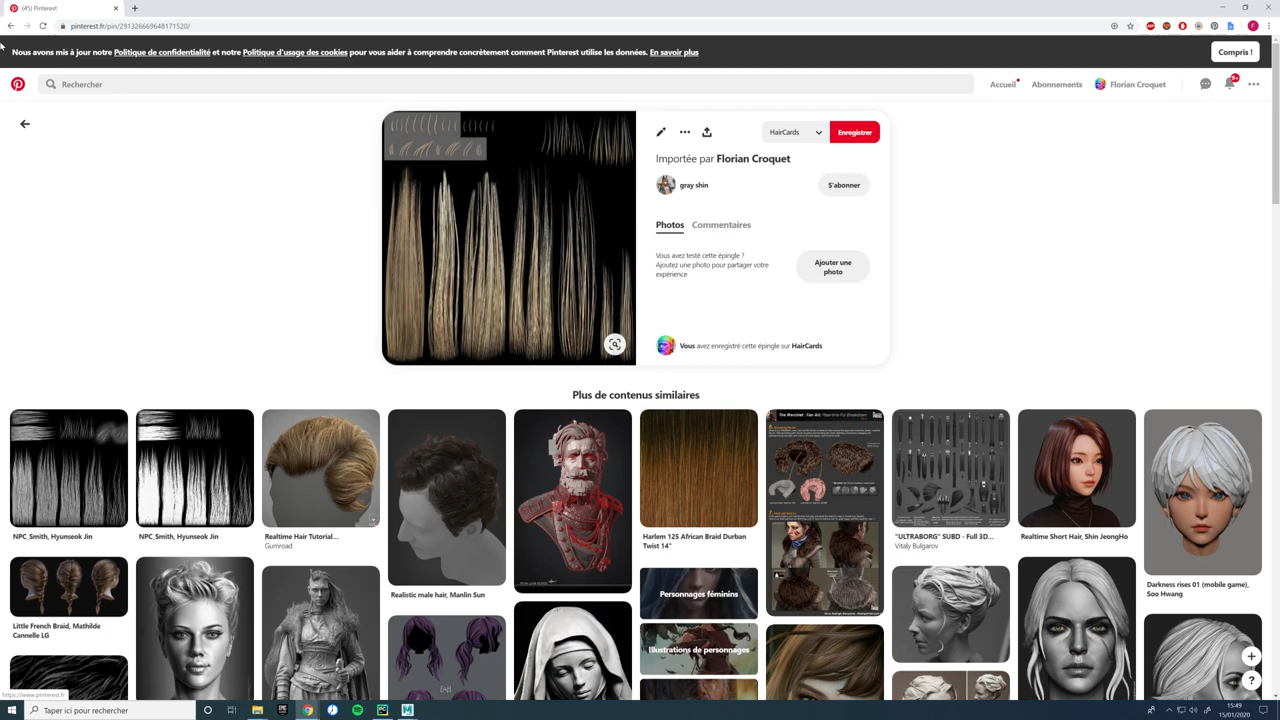 (45) Pinterest
pinterest.fr/pin/291326669648171520/
Nous avons mis à jour notre Politique de confidentialité et notre Politique d'usage des cookies pour vous aider à comprendre concrètement comment Pinterest utilise les données. En savoir plus
Compris !
Rechercher
Accueil
Abonnements
Florian Croquet
9+
HairCards
Enregistrer
Importée par Florian Croquet
gray shin
S'abonner
Photos
Commentaires
Vous avez testé cette épingle ?
Ajoutez une photo pour partager votre
expérience
Ajouter une
photo
Vous avez enregistré cette épingle sur HairCards
Plus de contenus similaires
NPC_Smith, Hyunseok Jin
NPC_Smith, Hyunseok Jin
Realtime Hair Tutorial...
Gumroad
Realistic male hair, Manlin Sun
Harlem 125 African Braid Durban
Twist 14"
"ULTRABORG" SUBD - Full 3D...
Vitaly Bulgarov
Realtime Short Hair, Shin JeongHo
Darkness rises 01 (mobile game),
Soo Hwang
Little French Braid, Mathilde
Cannelle LG
Personnages féminins
Illustrations de personnages
https://www.pinterest.fr
Taper ici pour rechercher
15:49
15/01/2020